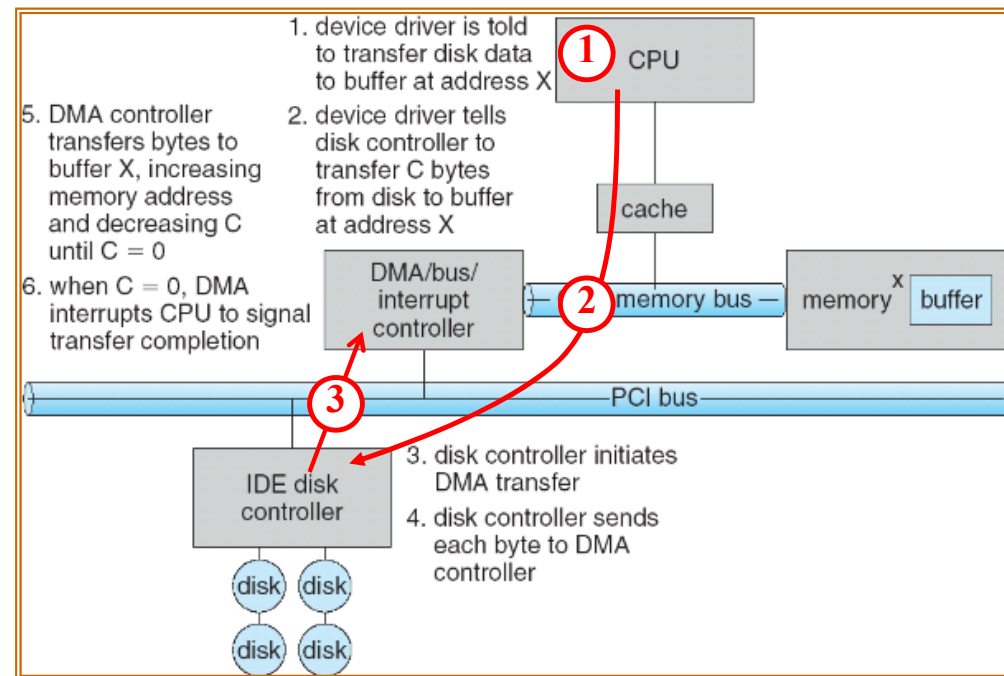 1. device driver is told
to transfer disk data
to buffer at address X
1
CPU
5. DMA controller
transfers bytes to
buffer X, increasing
memory address
and decreasing C
until C = 0
2. device driver tells
disk controller to
transfer C bytes
from disk to buffer
at address X
cache
6. when C = 0, DMA
interrupts CPU to signal
transfer completion
DMA/bus/
interrupt
controller
2
memory bus
memory
x
buffer
3
PCI bus
IDE disk
controller
3. disk controller initiates
DMA transfer
4. disk controller sends
each byte to DMA
controller
disk
disk
disk
disk